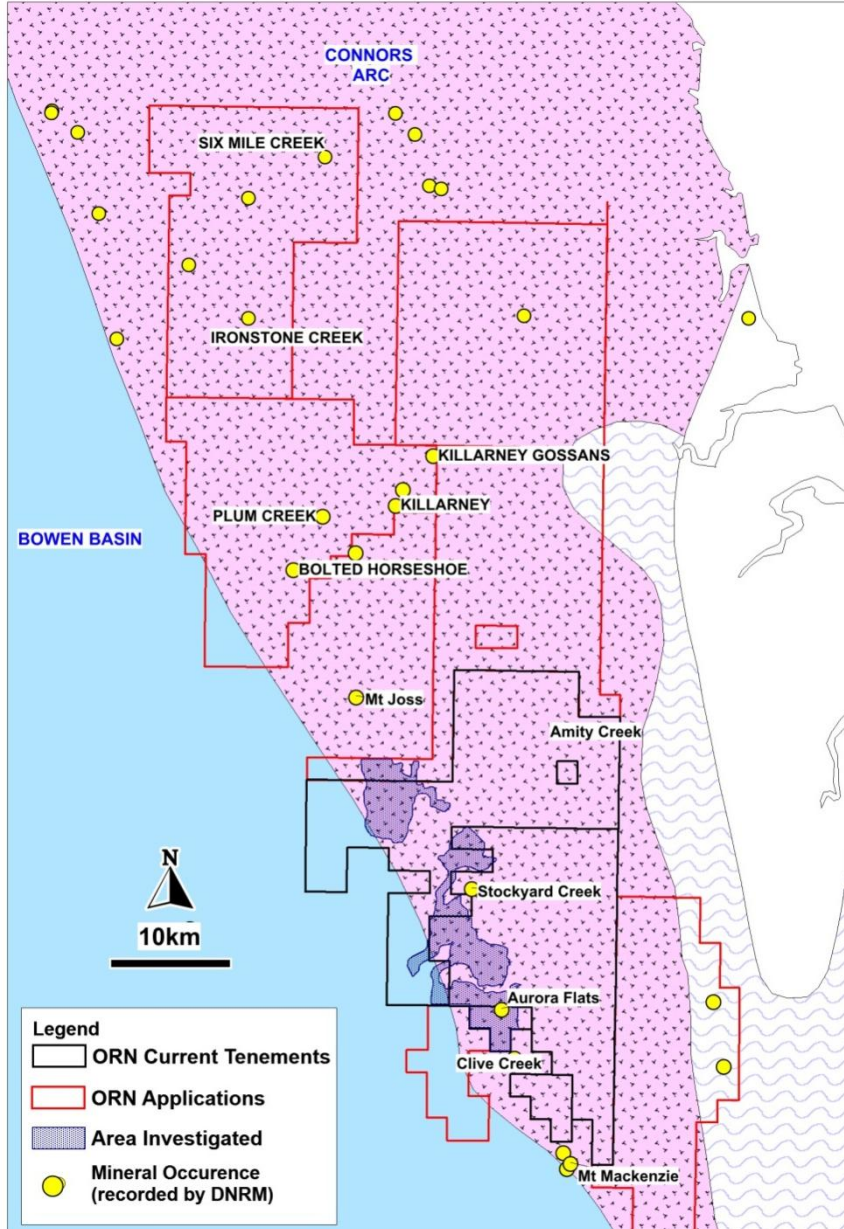 CONNORS
ARC
SIX MILE CREEK
IRONSTONE CREEK
KILLARNEY GOSSANS
KILLARNEY
PLUM CREEK
BOWEN BASIN
BOLTED HORSESHOE
Mt Joss
Amity Creek
N
10km
Stockyard Creek
Aurora Flats
Clive Creek
Mt Mackenzie
Legend
ORN Current Tenements
ORN Applications
Area Investigated
Mineral Occurence
(recorded by DNRM)